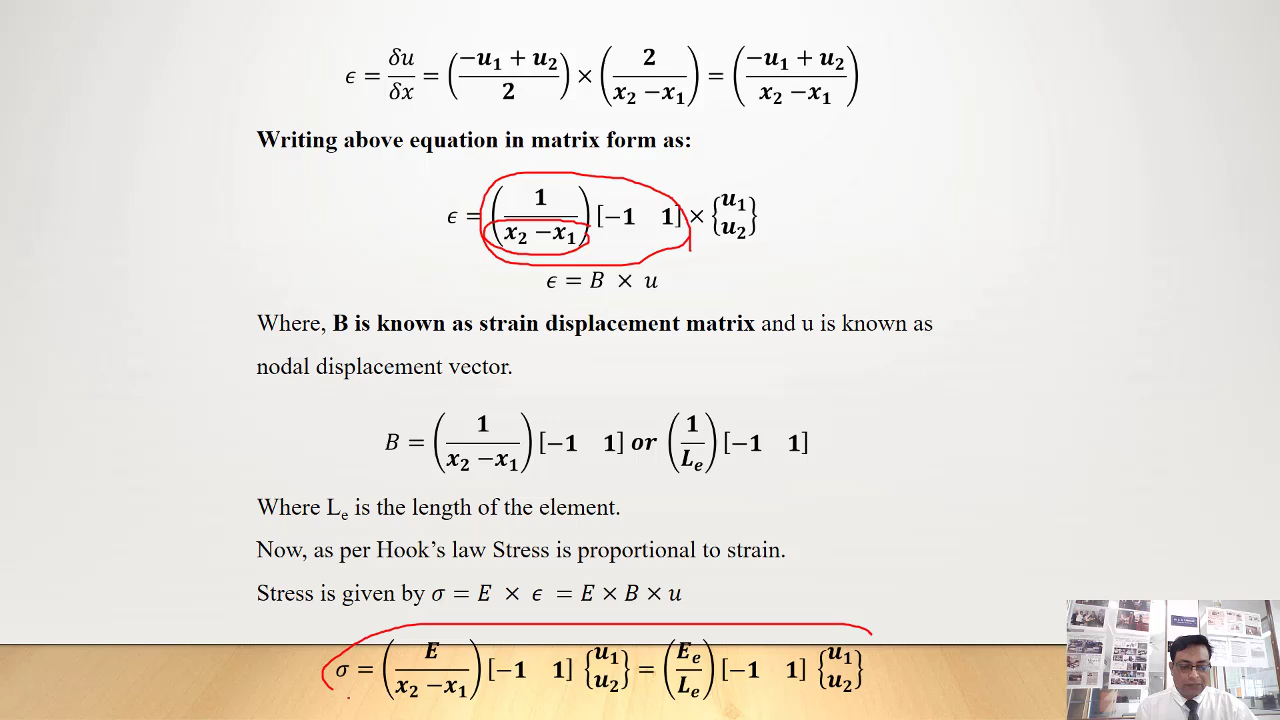 ϵ = δu/δx = ((−u₁ + u₂)/2) × (2/(x₂ −x₁)) = ((−u₁ + u₂)/(x₂ −x₁))
Writing above equation in matrix form as:
ϵ = (1/(x₂ −x₁)) [−1 1] × {u₁ u₂}
ϵ = B × u
Where, B is known as strain displacement matrix and u is known as
nodal displacement vector.
B = (1/(x₂ −x₁)) [−1 1] or (1/Lₑ) [−1 1]
Where Lₑ is the length of the element.
Now, as per Hook’s law Stress is proportional to strain.
Stress is given by σ = E × ϵ = E × B × u
σ = (E/(x₂ −x₁)) [−1 1] {u₁ u₂} = (Eₑ/Lₑ) [−1 1] {u₁ u₂}